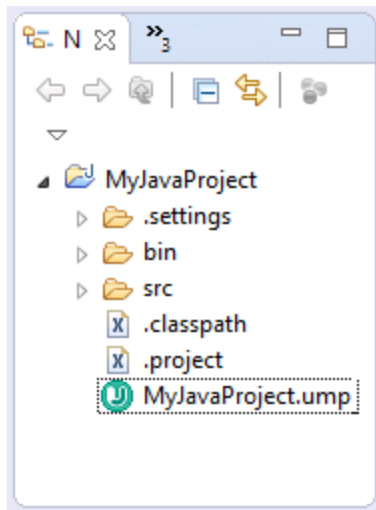 N »3
MyJavaProject
.settings
bin
src
.classpath
.project
MyJavaProject.ump